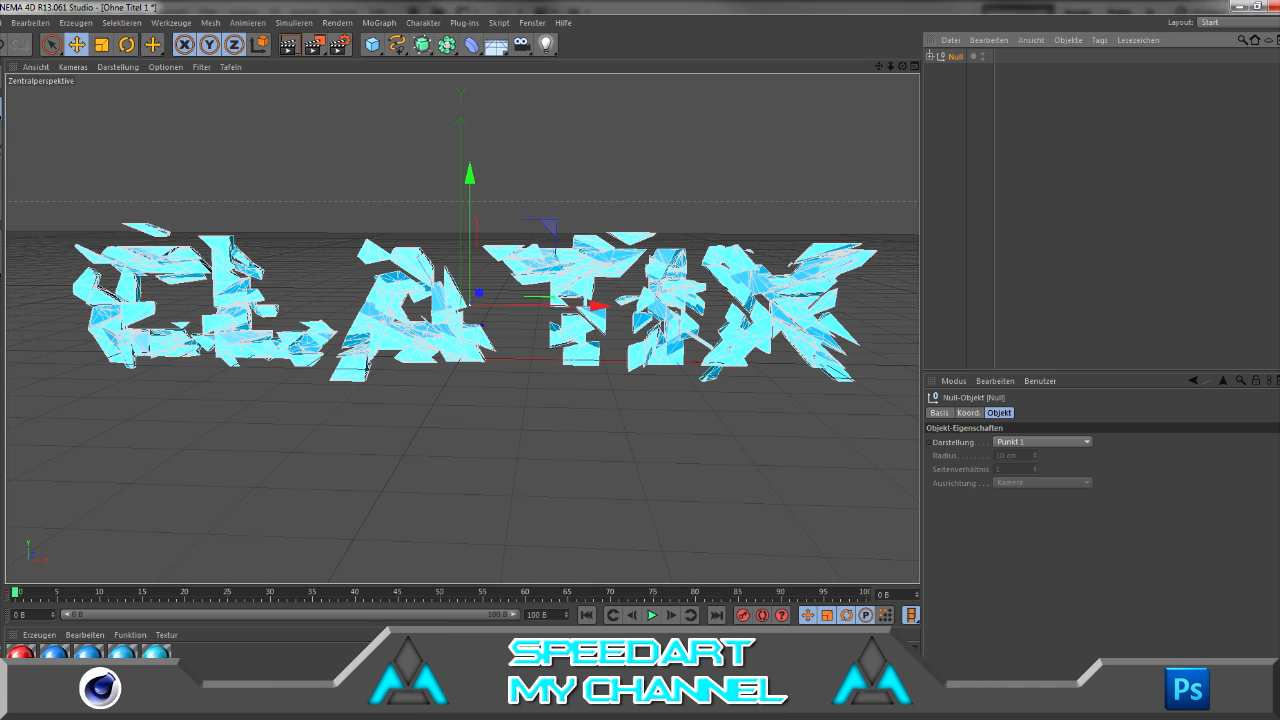 NEMA 4D R13.061 Studio - [Ohne Titel 1 *]
Bearbeiten Erzeugen Selektieren Werkzeuge Mesh Animieren Simulieren Rendern MoGraph Charakter Plug-ins Skript Fenster Hilfe
Layout: Start
X Y Z
Datei Bearbeiten Ansicht Objekte Tags Lesezeichen
Ansicht Kameras Darstellung Optionen Filter Tafeln
Null
Zentralperspektive
Y
CLATIX
Modus Bearbeiten Benutzer
Null-Objekt [Null]
Basis Koord. Objekt
Objekt-Eigenschaften
Darstellung. Punkt 1
Radius . . . . . . . . 10 cm
Seitenverhältnis 1
Ausrichtung . . . Kamera
Y
Z X
0 5 10 15 20 25 30 35 40 45 50 55 60 65 70 75 80 85 90 95 100 0 B
0 B 0 B 100 B 100 B P
Erzeugen Bearbeiten Funktion Textur
SPEEDART
MY CHANNEL
Ps